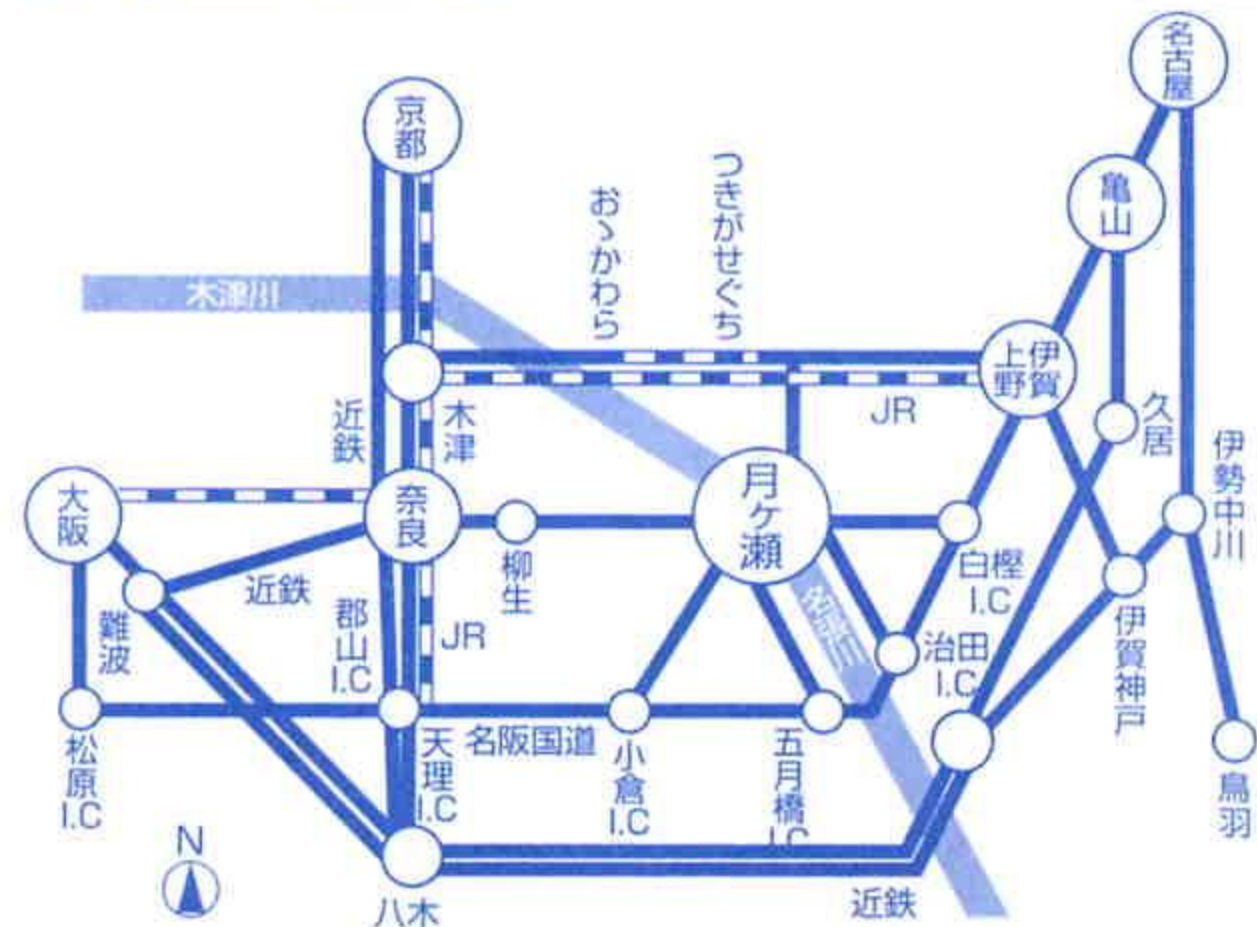 名古屋
京都
亀山
つきがせぐち
おゝかわら
木津川
伊賀
上野
JR
久居
近鉄
木津
伊勢中川
大阪
奈良
月ケ瀬
柳生
白樫
I.C
近鉄
難波
郡山
I.C
JR
治田
I.C
伊賀神戸
松原
I.C
天理
I.C
名阪国道
小倉
I.C
五月橋
I.C
鳥羽
N
八木
近鉄